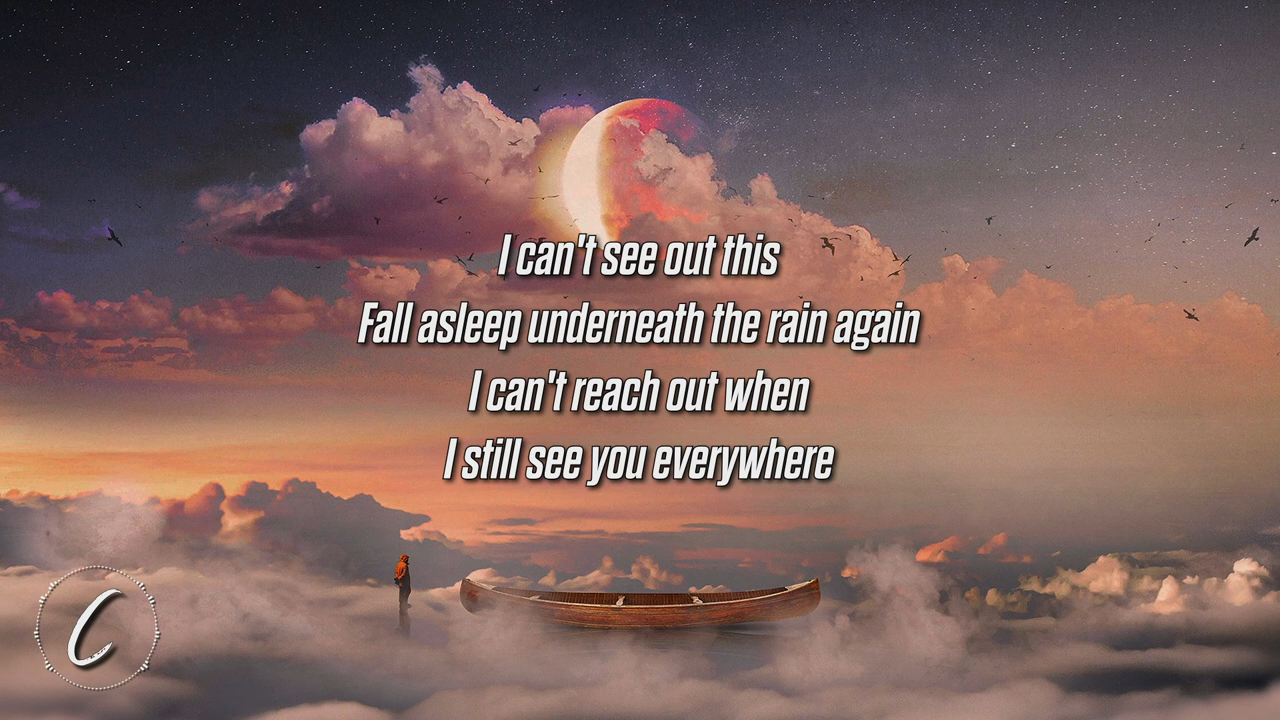 I can't see out this
Fall asleep underneath the rain again
I can't reach out when
I still see you everywhere
C